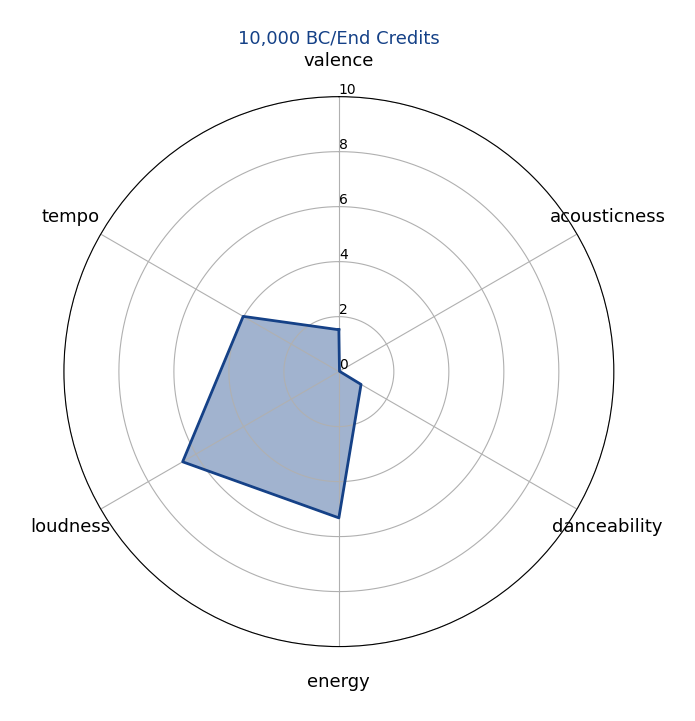 10,000 BC/End Credits
valence
10
8
tempo
acousticness
6
4
2
0
loudness
danceability
energy